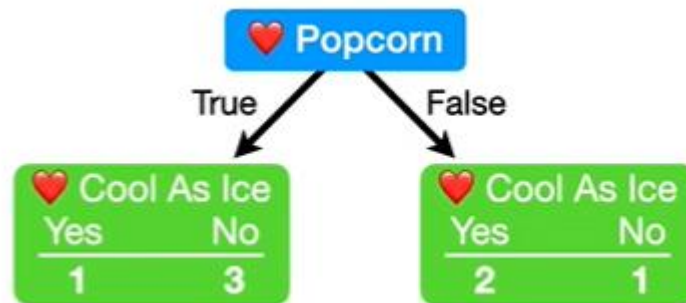 ❤️ Popcorn
True False
❤️ Cool As Ice ❤️ Cool As Ice
Yes No Yes No
1 3 2 1